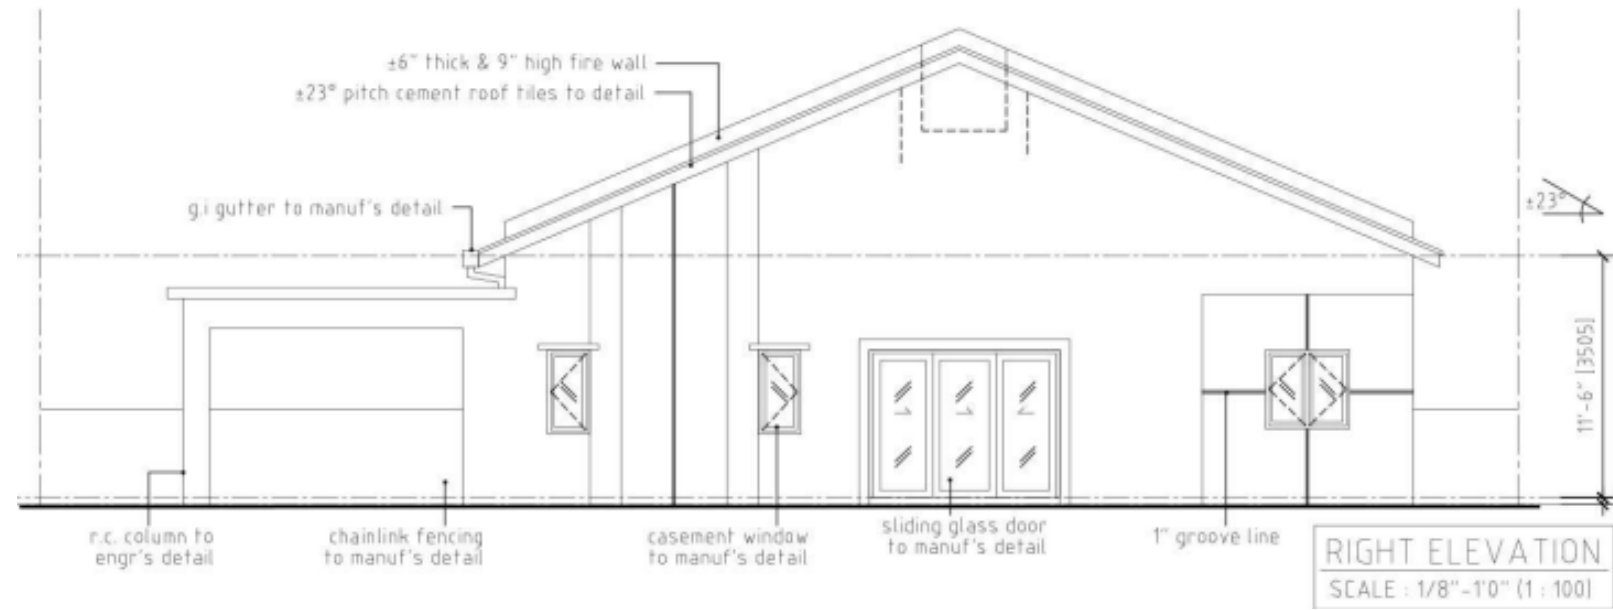 ±6" thick & 9" high fire wall
±23° pitch cement roof tiles to detail
g.i gutter to manuf's detail
±23°
11'-6" [3505]
r.c. column to
engr's detail
chainlink fencing
to manuf's detail
casement window
to manuf's detail
sliding glass door
to manuf's detail
1" groove line
RIGHT ELEVATION
SCALE : 1/8"-1'0" (1 : 100)